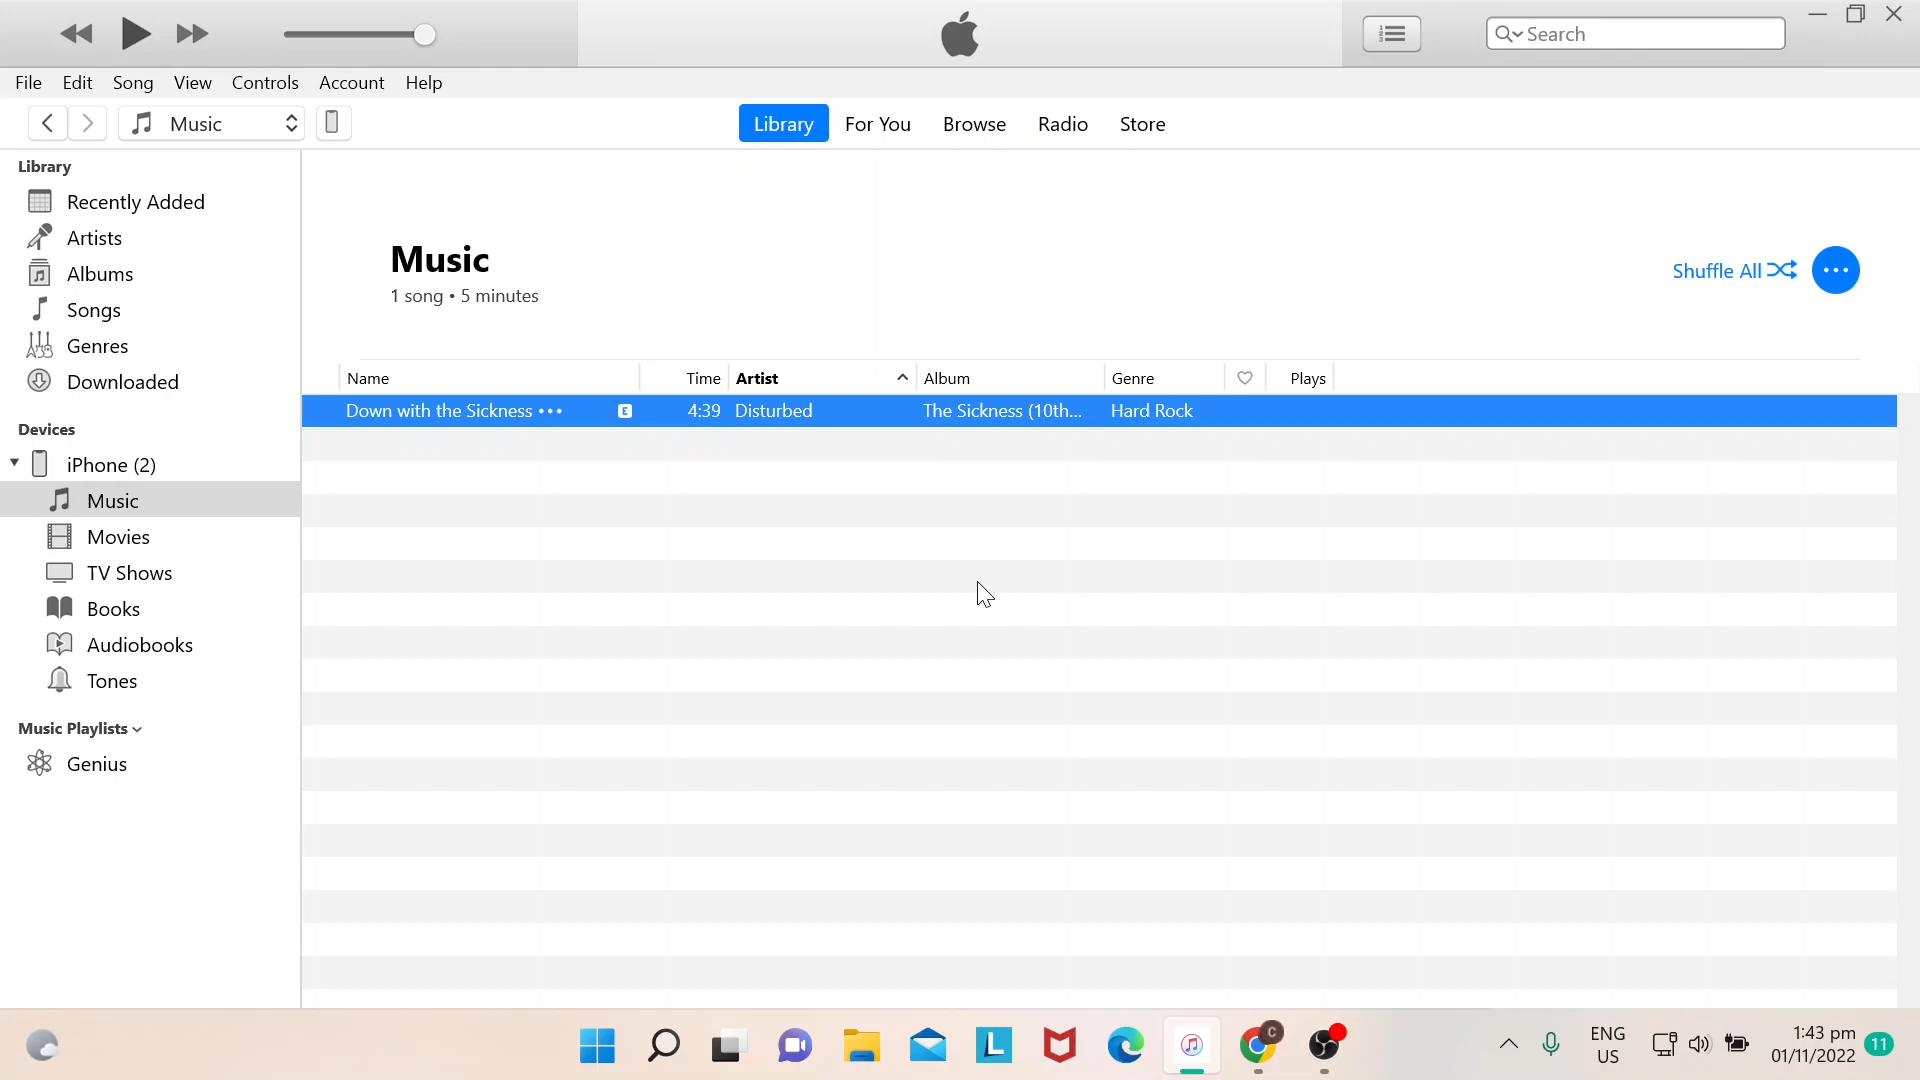 Search
File Edit Song View Controls Account Help
Music
Library For You Browse Radio Store
Library
Recently Added
Artists
Albums
Songs
Genres
Downloaded
Devices
iPhone (2)
Music
Movies
TV Shows
Books
Audiobooks
Tones
Music Playlists
Genius
Music
1 song • 5 minutes
Shuffle All
Name Time Artist Album Genre Plays
Down with the Sickness ••• E 4:39 Disturbed The Sickness (10th... Hard Rock
L
C
ENG
US
1:43 pm
01/11/2022
11